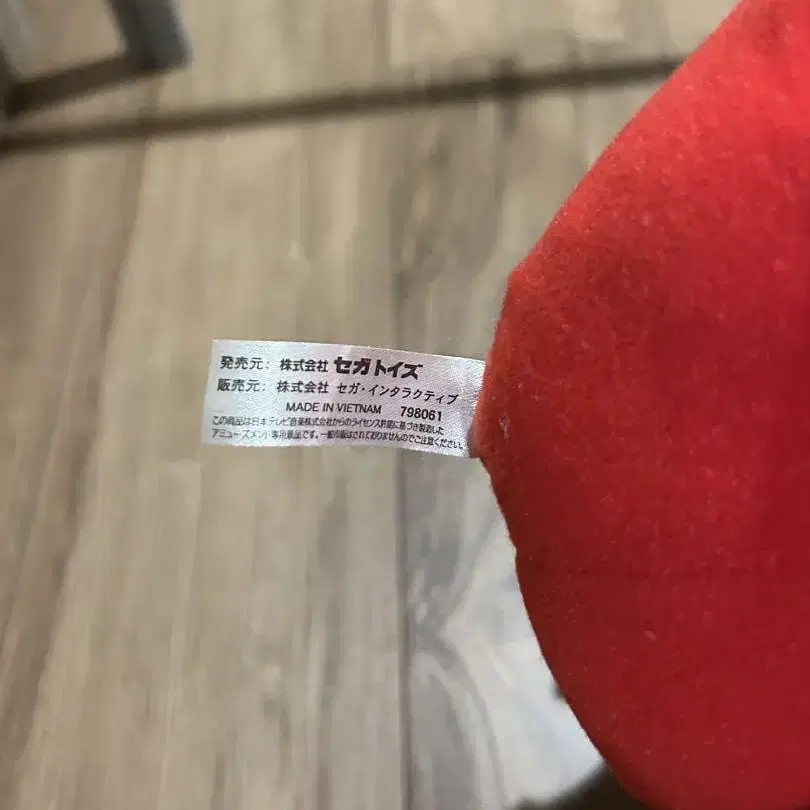 発売元: 株式会社 セガトイズ
販売元: 株式会社 セガ・インタラクティブ
MADE IN VIETNAM 798061
この商品は日本テレビ音楽株式会社からのライセンス許諾に基づき製造した
アミューズメント専用景品です。一般市販はされておりませんのでご注意ください。